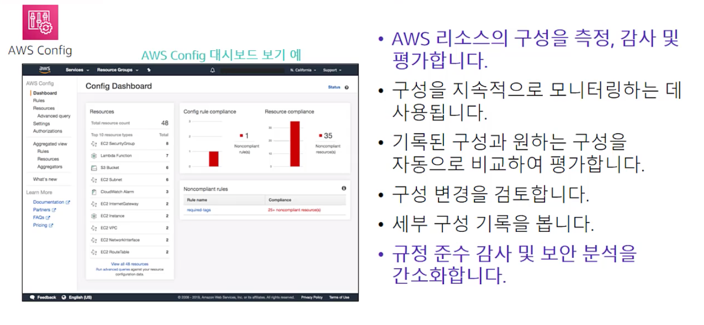 AWS Config
AWS Config 대시보드 보기 예
aws
Services
Resource Groups
N. California
Support
AWS Config
Dashboard
Rules
Resources
Advanced query
Settings
Authorizations
Aggregated view
Rules
Resources
Aggregators
What's new
Learn More
Documentation
Partners
FAQs
Pricing
Config Dashboard
Status
Resources
Total resource count 48
Top 10 resource types Total
EC2 SecurityGroup 8
Lambda Function 7
S3 Bucket
EC2 Subnet
CloudWatch Alarm 3
EC2 InternetGateway 2
EC2 Instance 2
EC2 VPC 2
EC2 NetworkInterface 2
EC2 RouteTable 2
View all 48 resources
Run advanced queries against your resource
configuration data.
Config rule compliance
1
Noncompliant
rule(s)
Resource compliance
35
Noncompliant
resource(s)
Noncompliant rules
Rule name Compliance
required-tags 25+ noncompliant resource(s)
Feedback
English (US)
Privacy Policy
Terms of Use
• AWS 리소스의 구성을 측정, 감사 및
평가합니다.
• 구성을 지속적으로 모니터링하는 데
사용됩니다.
• 기록된 구성과 원하는 구성을
자동으로 비교하여 평가합니다.
• 구성 변경을 검토합니다.
• 세부 구성 기록을 봅니다.
• 규정 준수 감사 및 보안 분석을
간소화합니다.